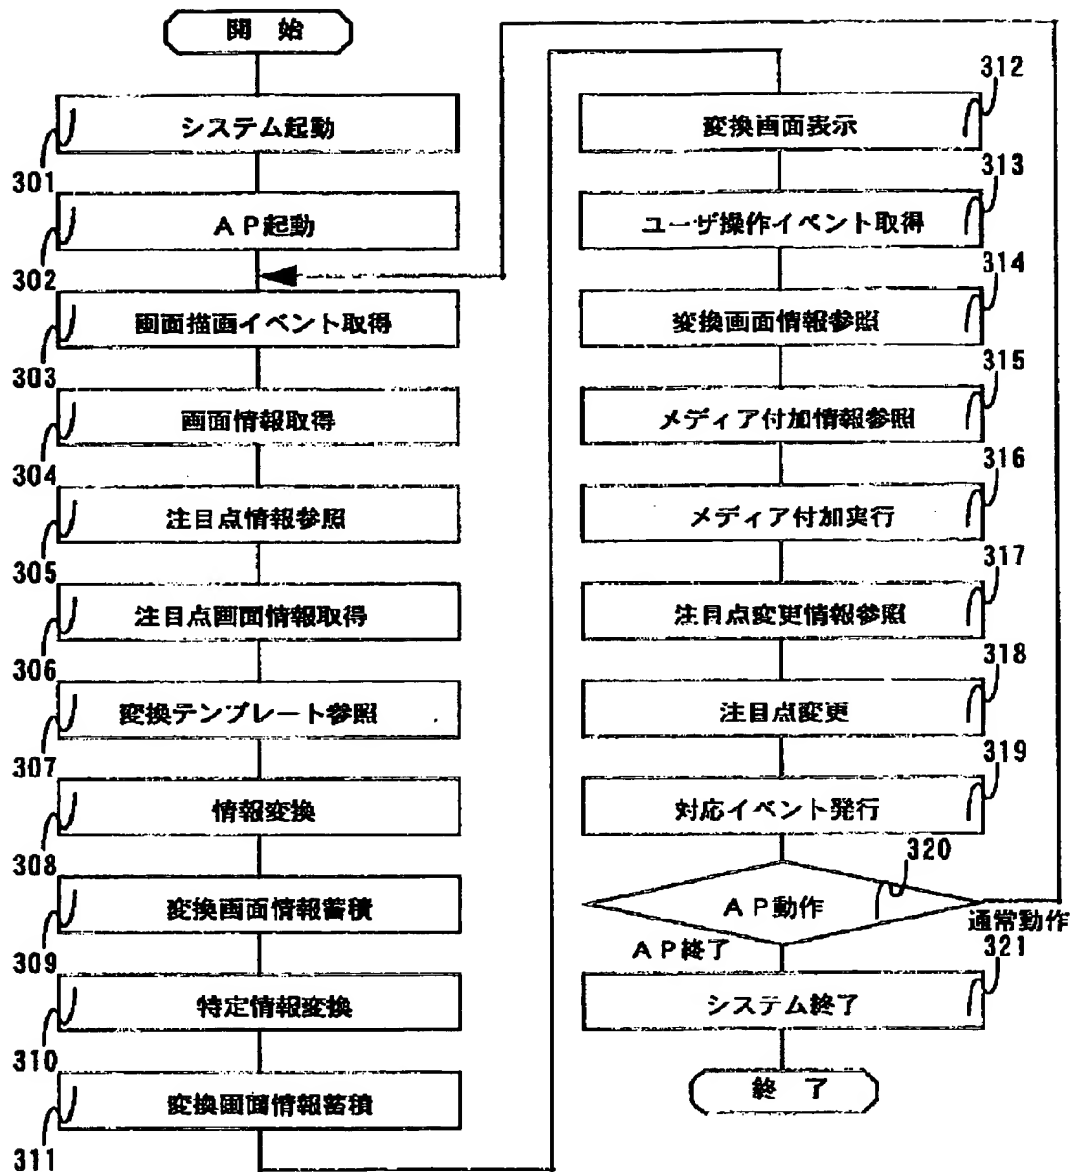 開始
システム起動
301
AP起動
302
画面描画イベント取得
303
画面情報取得
304
注目点情報参照
305
注目点画面情報取得
306
変換テンプレート参照
307
情報変換
308
変換画面情報蓄積
309
特定情報変換
310
変換画面情報蓄積
311
312
変換画面表示
313
ユーザ操作イベント取得
314
変換画面情報参照
315
メディア付加情報参照
316
メディア付加実行
317
注目点変更情報参照
318
注目点変更
319
対応イベント発行
320
AP動作
通常動作
AP終了
321
システム終了
終了